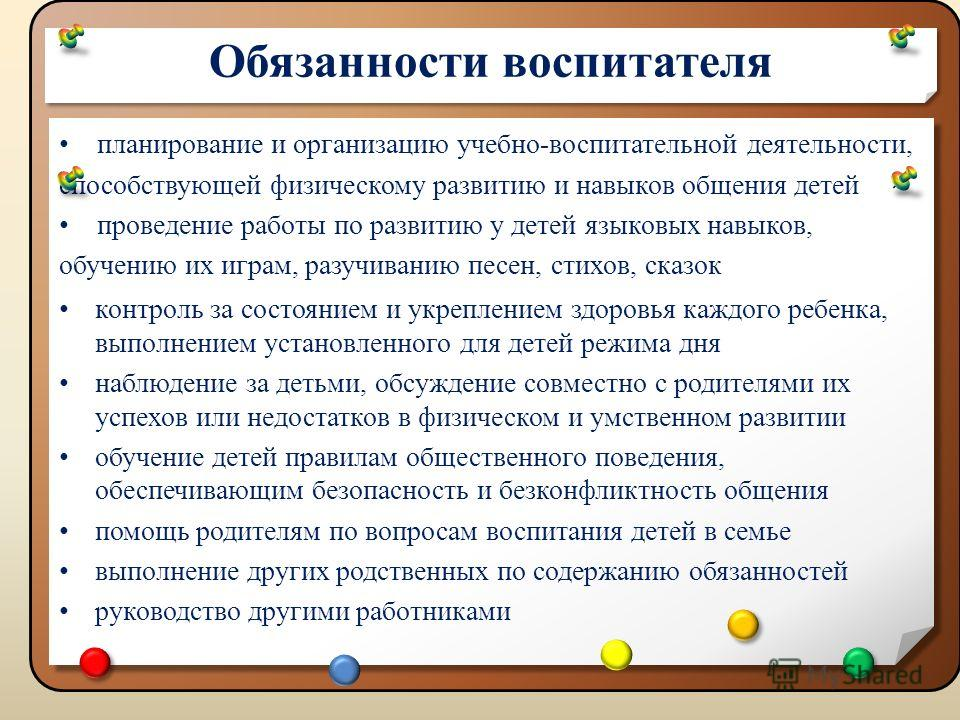 Обязанности воспитателя
• планирование и организацию учебно-воспитательной деятельности,
способствующей физическому развитию и навыков общения детей
• проведение работы по развитию у детей языковых навыков,
обучению их играм, разучиванию песен, стихов, сказок
• контроль за состоянием и укреплением здоровья каждого ребенка,
выполнением установленного для детей режима дня
• наблюдение за детьми, обсуждение совместно с родителями их
успехов или недостатков в физическом и умственном развитии
• обучение детей правилам общественного поведения,
обеспечивающим безопасность и безконфликтность общения
• помощь родителям по вопросам воспитания детей в семье
• выполнение других родственных по содержанию обязанностей
• руководство другими работниками
MyShared